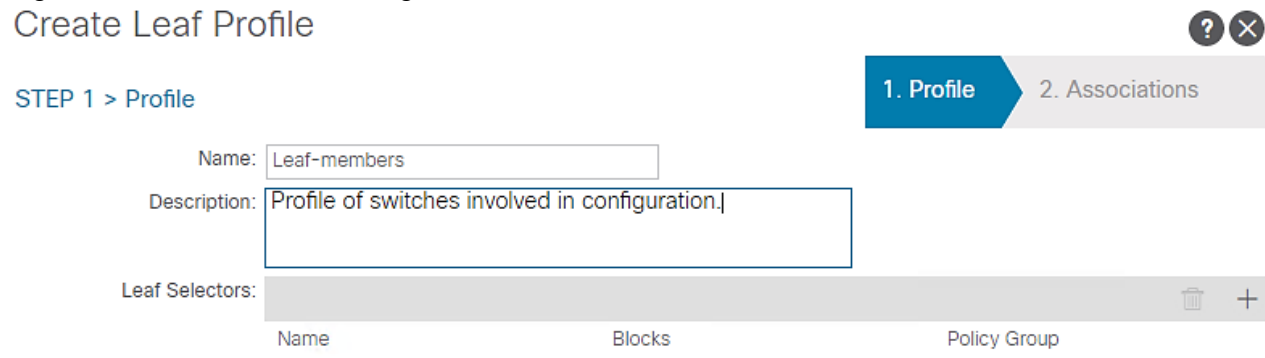 Create Leaf Profile
STEP 1 > Profile
1. Profile
2. Associations
Name: Leaf-members
Description: Profile of switches involved in configuration.
Leaf Selectors:
Name Blocks Policy Group